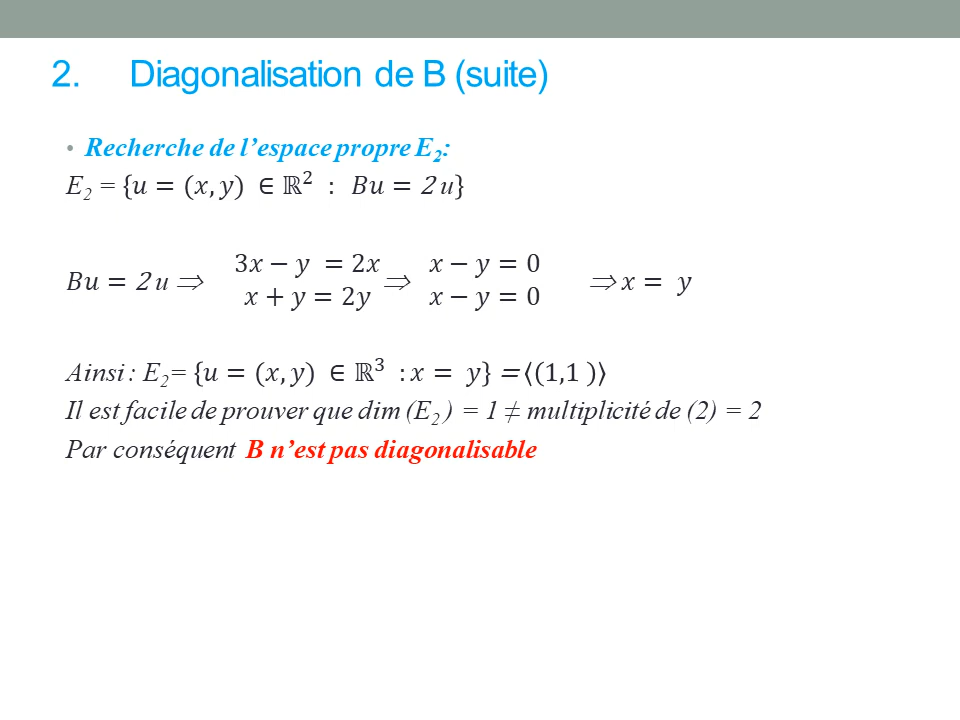 2. Diagonalisation de B (suite)
• Recherche de l’espace propre E₂:
E₂ = {𝑢 = (𝑥, 𝑦) ∈ ℝ² : 𝐵𝑢 = 2 u}
3𝑥 − 𝑦 = 2𝑥 𝑥 − 𝑦 = 0
B𝑢 = 2 u ⇒ ⇒ ⇒ 𝑥 = 𝑦
𝑥 + 𝑦 = 2𝑦 𝑥 − 𝑦 = 0
Ainsi : E₂= {𝑢 = (𝑥, 𝑦) ∈ ℝ³ : 𝑥 = 𝑦} =⟨(1,1 )⟩
Il est facile de prouver que dim (E₂ ) = 1 ≠ multiplicité de (2) = 2
Par conséquent B n’est pas diagonalisable